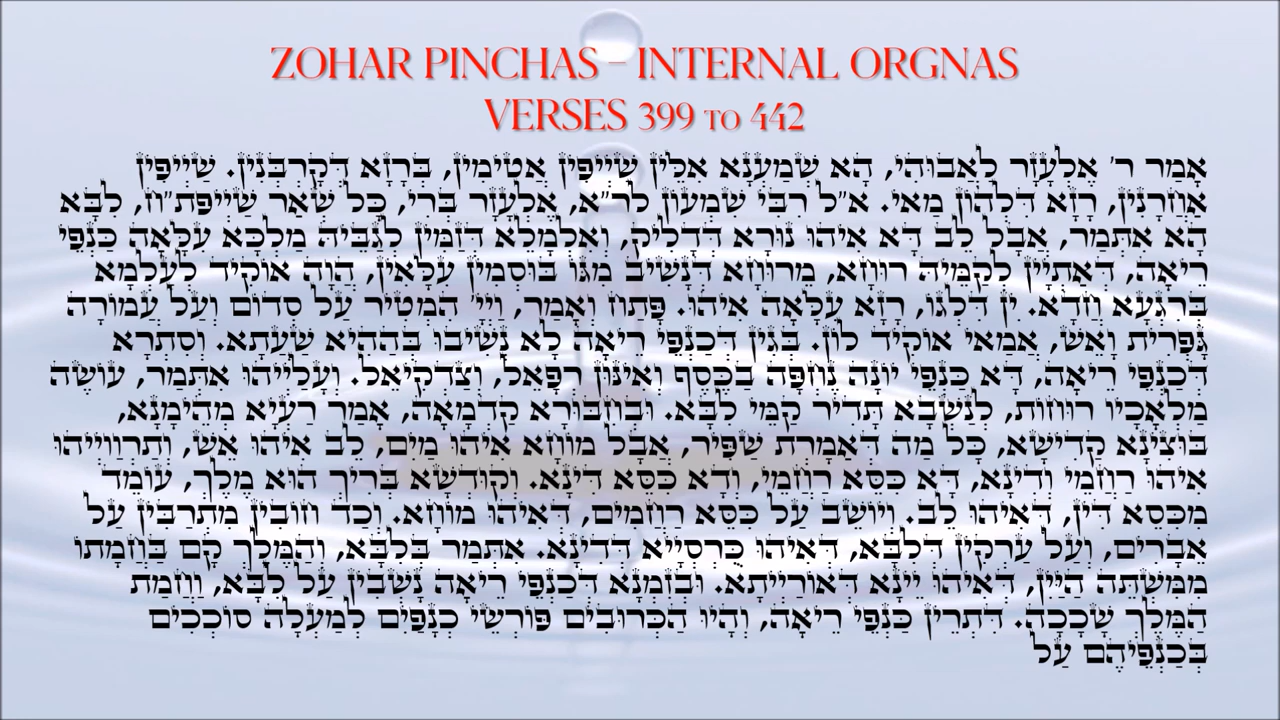 ZOHAR PINCHAS - INTERNAL ORGNAS
VERSES 399 TO 442
אָמַר ר' אֶלְעָזָר לַאֲבוּהִי, הָא שְׁמַעֲנָא אִלֵּין שַׁיְיפִין אֲטִימִין, בְּרָזָא דְּקָרְבְּנִין. שַׁיְיפִין
אָחֳרָנִין, רָזָא דִּלְהוֹן מַאי. א"ל רִבִּי שִׁמְעוֹן לר"א, אֶלְעָזָר בְּרִי, כָּל שְׁאַר שַׁיְיפת"ח, לִבָּא
הָא אִתְּמַר, אֲבָל לֵב דָּא אִיהוּ נוּרָא דְּדָלִיק, וְאִלְמָלֵא דְּזַמִּין לְגַבֵּיהּ מַלְכָּא עִלָּאָה כַּנְפֵי
רֵיאָה, דְּאַתְיָין לְקַמֵּיהּ רוּחָא, מֵרוּחָא דְּנָשִׁיב מִגּוֹ בּוּסְמִין עִלָּאִין, הֲוָה אוֹקִיד לְעָלְמָא
בְּרִגְעָא חֲדָא. יִן דִּלְגוֹ, רָזָא עִלָּאָה אִיהוּ. פָּתַח וְאָמַר, וַיְיָ' הִמְטִיר עַל סְדוֹם וְעַל עֲמוֹרָה
גָּפְרִית וָאֵשׁ, אֲמַאי אוֹקִיד לוֹן. בְּגִין דְּכַנְפֵי רֵיאָה לָא נְשִׁיבוּ בְּהַהִיא שַׁעֲתָא. וְסִתְרָא
דְּכַנְפֵי רֵיאָה, דָּא כַּנְפֵי יוֹנָה נֶחְפָּה בַכֶּסֶף וְאִינּוּן רְפָאֵל, וְצִדְקִיאֵל. וְעָלַיְיהוּ אִתְּמַר, עוֹשֶׂה
מַלְאָכָיו רוּחוֹת, לְנַשְׁבָא תָּדִיר קַמֵּי לִבָּא. וּבְחִבּוּרָא קַדְמָאָה, אָמַר רַעְיָא מְהֵימְנָא,
בּוּצִינָא קַדִּישָׁא, כָּל מַה דְּאָמַרְתְּ שַׁפִּיר, אֲבָל מוֹחָא אִיהוּ מַיִם, לֵב אִיהוּ אֵשׁ, וְתַרְוַויְיהוּ
אִיהוּ רַחֲמֵי וְדִינָא, דָּא כִּסֵּא רַחֲמֵי, וְדָא כִּסֵּא דִּינָא. וְקוּדְשָׁא בְּרִיךְ הוּא מֶלֶךְ, עוֹמֵד
מִכִּסֵּא דִּין, דְּאִיהוּ לֵב. וְיוֹשֵׁב עַל כִּסֵּא רַחֲמִים, דְּאִיהוּ מוֹחָא. וְכַד חוֹבִין מִתְרַבִּין עַל
אֵבָרִים, וְעַל עַרְקִין דְּלִבָּא, דְּאִיהוּ כֻּרְסְיָיא דְּדִינָא. אִתְּמַר בְּלִבָּא, וְהַמֶּלֶךְ קָם בַּחֲמָתוֹ
מִמִּשְׁתֵּה הַיַּיִן, דְּאִיהוּ יֵינָא דְּאוֹרַיְיתָא. וּבְזִמְנָא דְּכַנְפֵי רֵיאָה נָשְׁבִין עַל לִבָּא, וַחֲמַת
הַמֶּלֶךְ שָׁכָכָה. דִּתְרֵין כַּנְפֵי רֵיאָה, וְהָיוּ הַכְּרוּבִים פּוֹרְשֵׂי כְנָפַיִם לְמַעְלָה סוֹכְכִים
בְּכַנְפֵיהֶם עַל